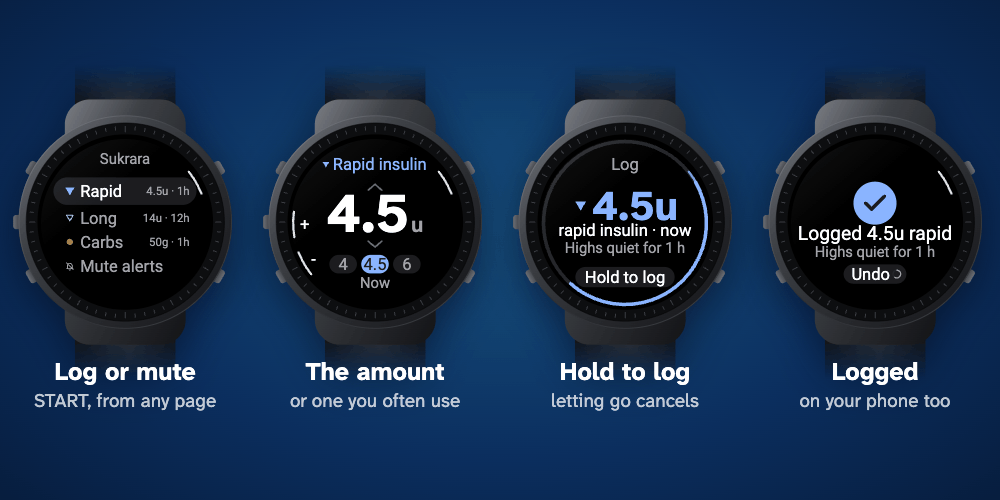 Sukrara
Rapid 4.5u · 1h
Long 14u · 12h
Carbs 50g · 1h
Mute alerts
Log or mute
START, from any page
Rapid insulin
+
4.5u
-
4 4.5 6
Now
The amount
or one you often use
Log
4.5u
rapid insulin · now
Highs quiet for 1 h
Hold to log
Hold to log
letting go cancels
Logged 4.5u rapid
Highs quiet for 1 h
Undo
Logged
on your phone too